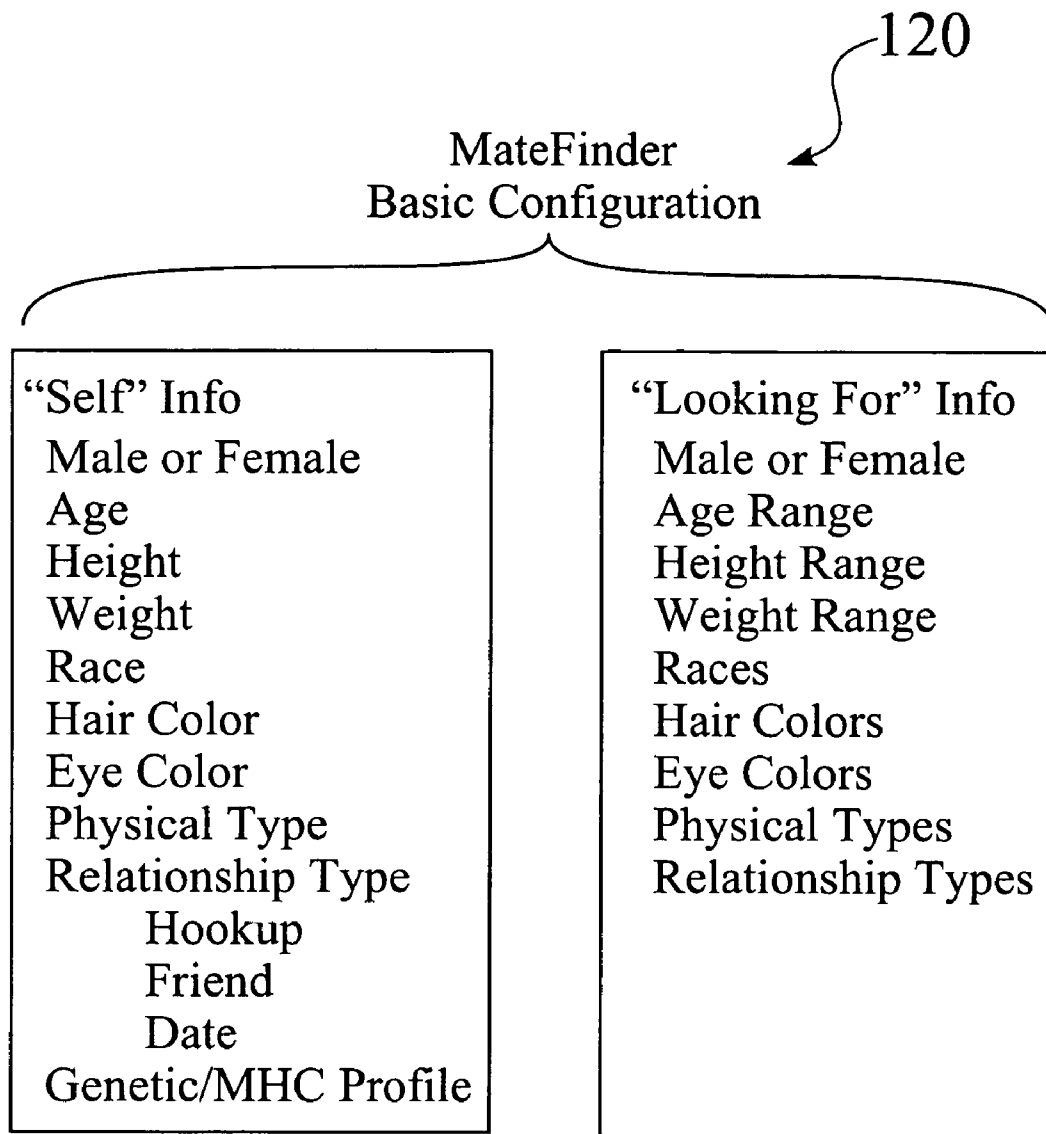 120
MateFinder
Basic Configuration
“Self” Info
Male or Female
Age
Height
Weight
Race
Hair Color
Eye Color
Physical Type
Relationship Type
Hookup
Friend
Date
Genetic/MHC Profile
“Looking For” Info
Male or Female
Age Range
Height Range
Weight Range
Races
Hair Colors
Eye Colors
Physical Types
Relationship Types